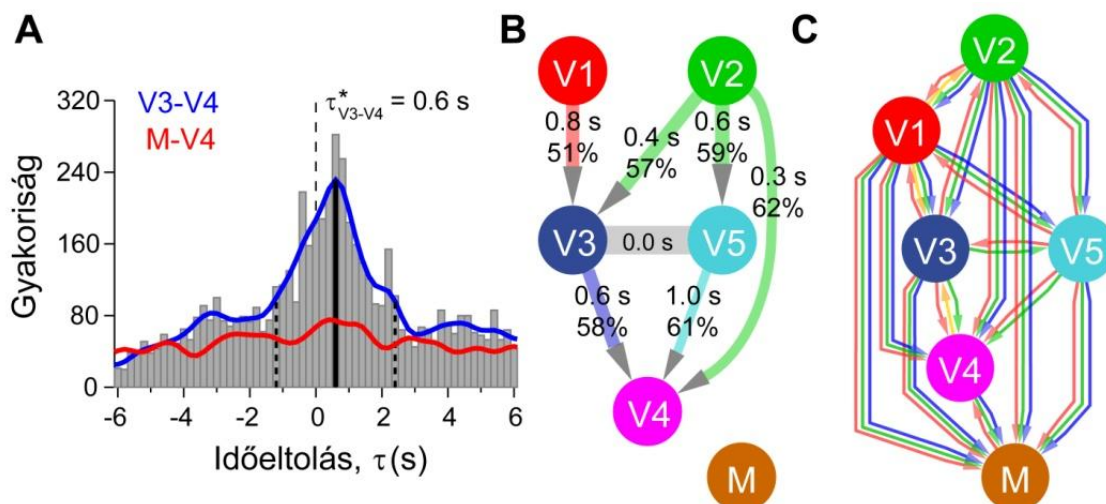 A
320
240
160
80
0
Gyakoriság
V3-V4
M-V4
τ*V3-V4 = 0.6 s
-6 -4 -2 0 2 4 6
Időeltolás, τ(s)
B
V1 V2
0.8 s
51%
0.4 s
57%
0.6 s
59%
0.3 s
62%
V3 0.0 s V5
0.6 s
58%
1.0 s
61%
V4
M
C
V2
V1
V3 V5
V4
M